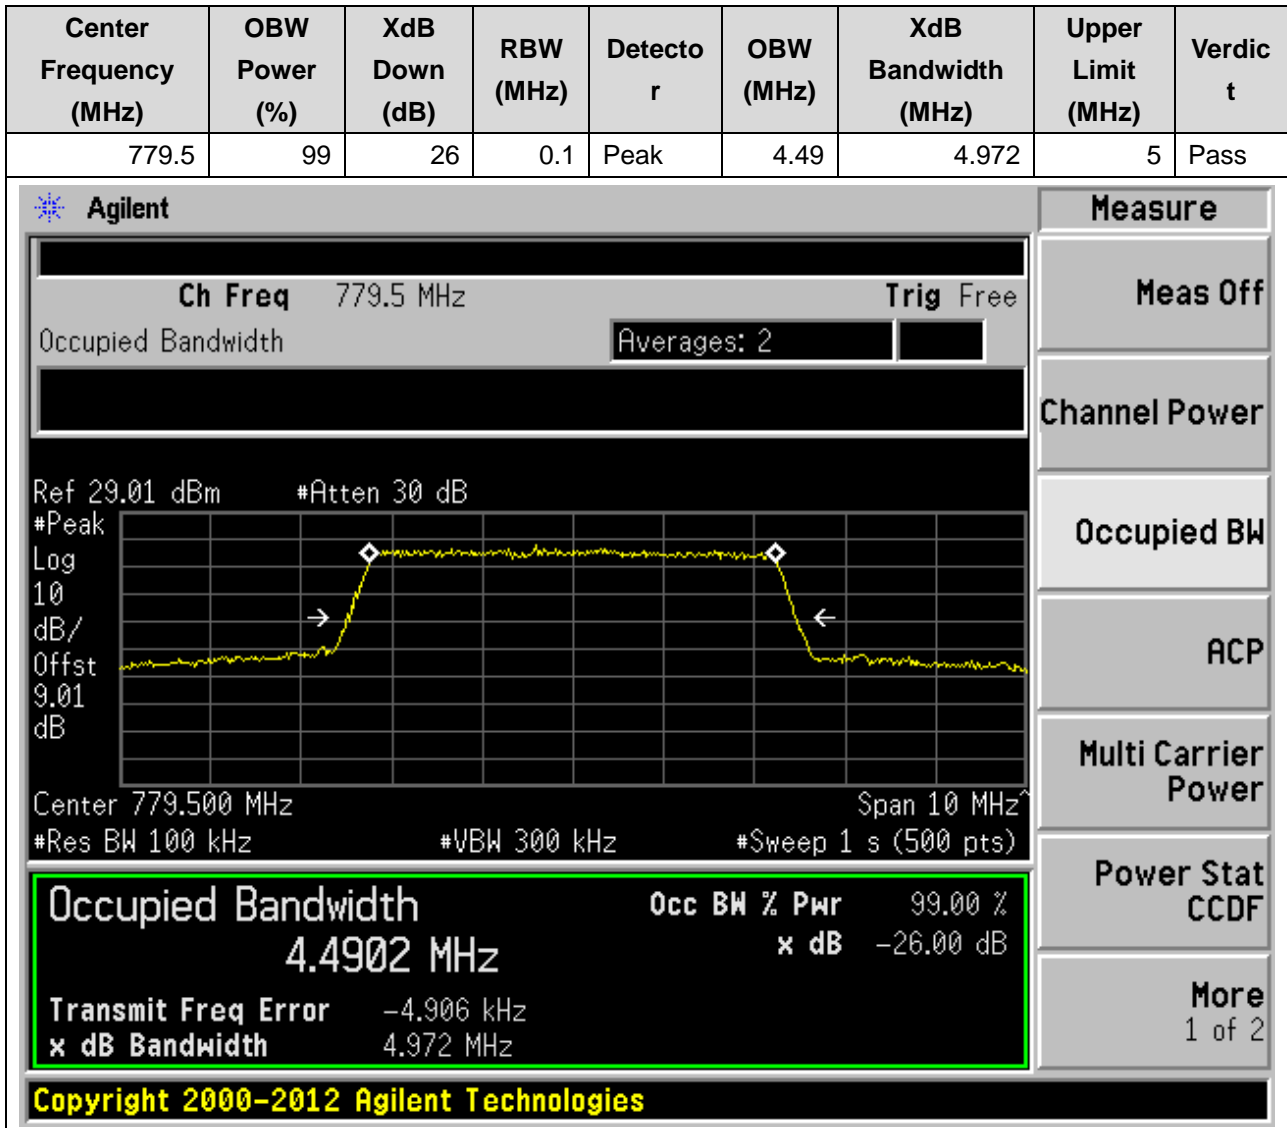 Center Frequency (MHz) OBW Power (%) XdB Down (dB) RBW (MHz) Detecto r OBW (MHz) XdB Bandwidth (MHz) Upper Limit (MHz) Verdic t
779.5 99 26 0.1 Peak 4.49 4.972 5 Pass
Agilent
Measure
Ch Freq 779.5 MHz Trig Free
Meas Off
Occupied Bandwidth Averages: 2
Channel Power
Ref 29.01 dBm #Atten 30 dB
#Peak
Log
10
dB/
Offst
9.01
dB
Occupied BW
ACP
Multi Carrier
Power
Center 779.500 MHz Span 10 MHz^
#Res BW 100 kHz #VBW 300 kHz #Sweep 1 s (500 pts)
Power Stat
CCDF
Occupied Bandwidth Occ BW % Pwr 99.00 %
4.4902 MHz x dB -26.00 dB
Transmit Freq Error -4.906 kHz
x dB Bandwidth 4.972 MHz
More
1 of 2
Copyright 2000-2012 Agilent Technologies